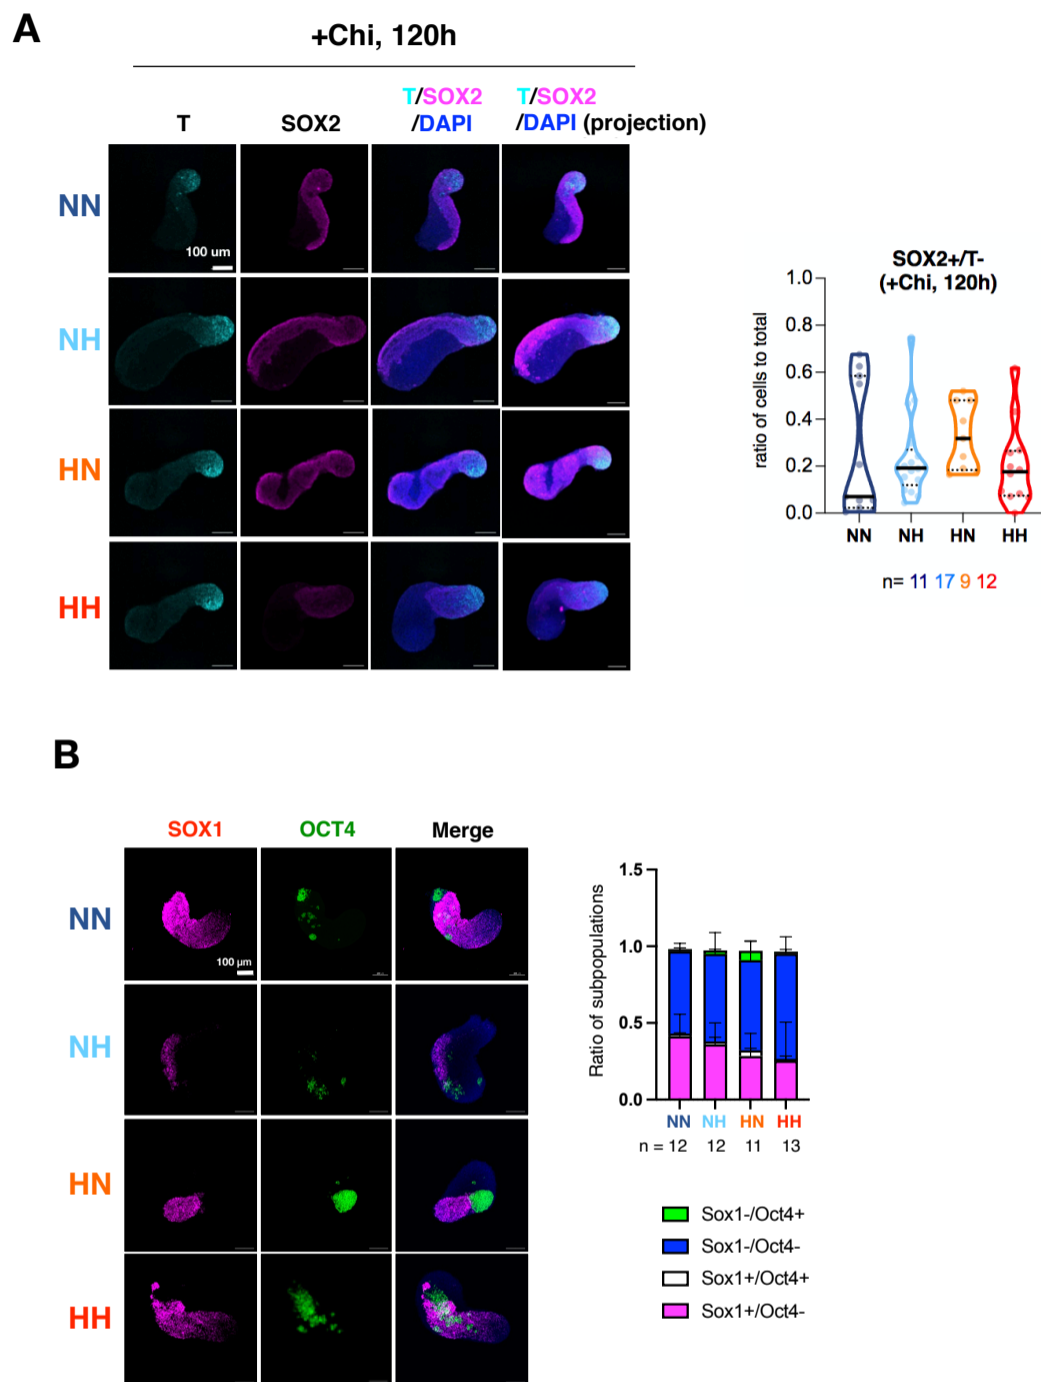 A
+Chi, 120h
T
SOX2
T/SOX2
/DAPI
T/SOX2
/DAPI (projection)
NN
100 um
NH
HN
HH
SOX2+/T-
(+Chi, 120h)
ratio of cells to total
1.0
0.8
0.6
0.4
0.2
0.0
NN NH HN HH
n= 11 17 9 12
B
SOX1
OCT4
Merge
NN
100 µm
NH
HN
HH
Ratio of subpopulations
1.5
1.0
0.5
0.0
NN NH HN HH
n = 12 12 11 13
Sox1-/Oct4+
Sox1-/Oct4-
Sox1+/Oct4+
Sox1+/Oct4-